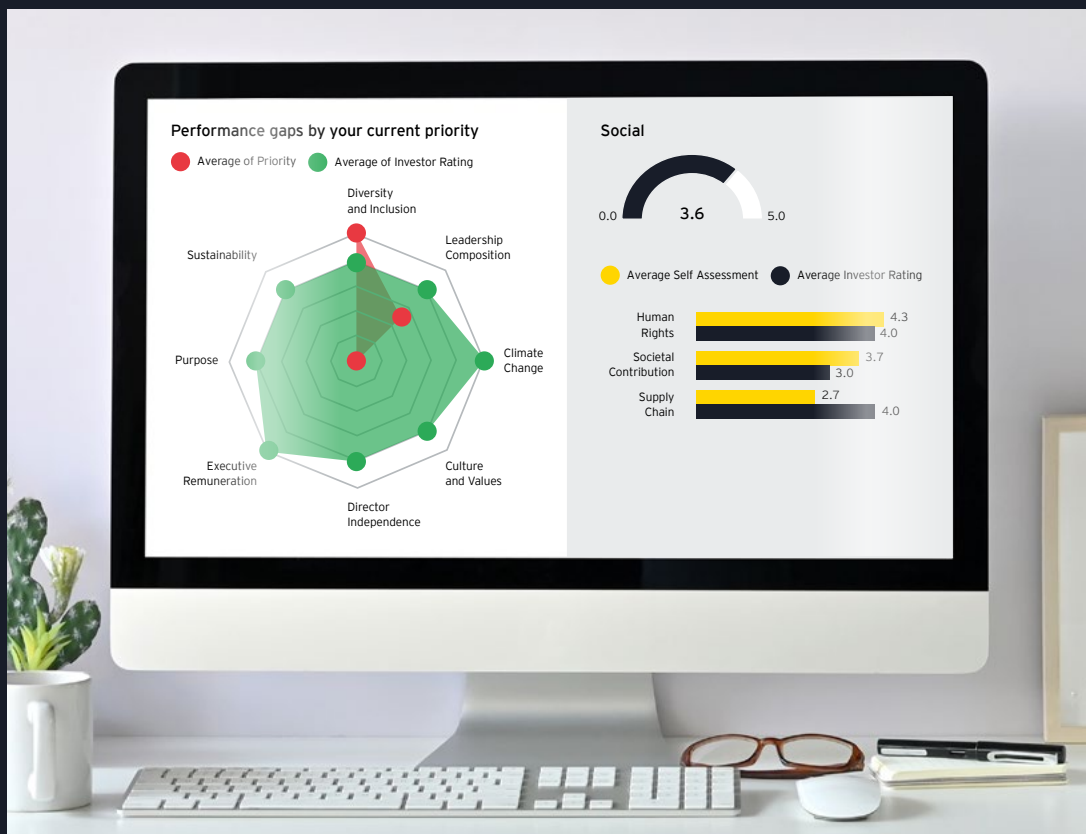 Performance gaps by your current priority
Average of Priority
Average of Investor Rating
Diversity
and Inclusion
Leadership
Composition
Sustainability
Purpose
Climate
Change
Executive
Remuneration
Culture
and Values
Director
Independence
Social
0.0
3.6
5.0
Average Self Assessment
Average Investor Rating
Human
Rights
4.3
4.0
Societal
Contribution
3.7
3.0
Supply
Chain
2.7
4.0